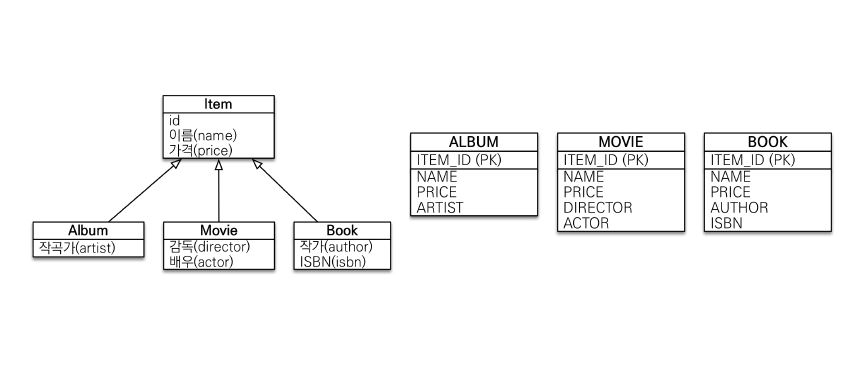 Item
id
이름(name)
가격(price)
Album
작곡가(artist)
Movie
감독(director)
배우(actor)
Book
작가(author)
ISBN(isbn)
ALBUM
ITEM_ID (PK)
NAME
PRICE
ARTIST
MOVIE
ITEM_ID (PK)
NAME
PRICE
DIRECTOR
ACTOR
BOOK
ITEM_ID (PK)
NAME
PRICE
AUTHOR
ISBN